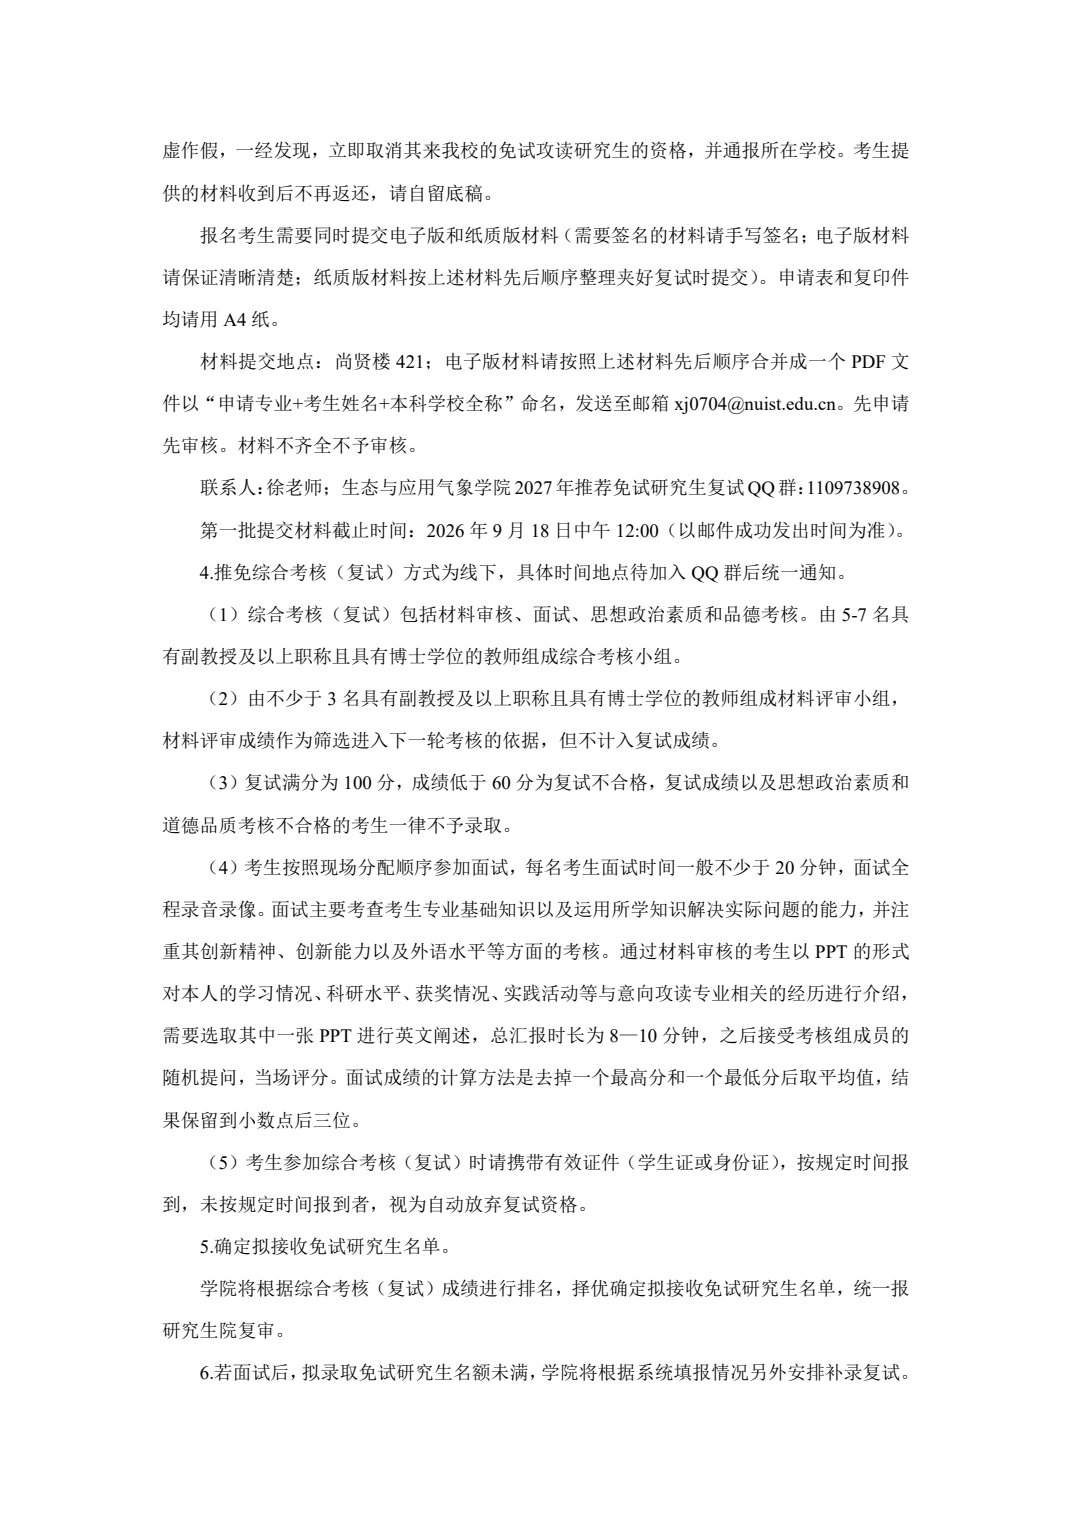 虚作假，一经发现，立即取消其来我校的免试攻读研究生的资格，并通报所在学校。考生提
供的材料收到后不再返还，请自留底稿。
报名考生需要同时提交电子版和纸质版材料（需要签名的材料请手写签名；电子版材料
请保证清晰清楚；纸质版材料按上述材料先后顺序整理夹好复试时提交）。申请表和复印件
均请用 A4 纸。
材料提交地点：尚贤楼 421；电子版材料请按照上述材料先后顺序合并成一个 PDF 文
件以“申请专业+考生姓名+本科学校全称”命名，发送至邮箱 xj0704@nuist.edu.cn。先申请
先审核。材料不齐全不予审核。
联系人：徐老师；生态与应用气象学院 2027 年推荐免试研究生复试 QQ 群：1109738908。
第一批提交材料截止时间：2026 年 9 月 18 日中午 12:00（以邮件成功发出时间为准）。
4.推免综合考核（复试）方式为线下，具体时间地点待加入 QQ 群后统一通知。
（1）综合考核（复试）包括材料审核、面试、思想政治素质和品德考核。由 5-7 名具
有副教授及以上职称且具有博士学位的教师组成综合考核小组。
（2）由不少于 3 名具有副教授及以上职称且具有博士学位的教师组成材料评审小组，
材料评审成绩作为筛选进入下一轮考核的依据，但不计入复试成绩。
（3）复试满分为 100 分，成绩低于 60 分为复试不合格，复试成绩以及思想政治素质和
道德品质考核不合格的考生一律不予录取。
（4）考生按照现场分配顺序参加面试，每名考生面试时间一般不少于 20 分钟，面试全
程录音录像。面试主要考查考生专业基础知识以及运用所学知识解决实际问题的能力，并注
重其创新精神、创新能力以及外语水平等方面的考核。通过材料审核的考生以 PPT 的形式
对本人的学习情况、科研水平、获奖情况、实践活动等与意向攻读专业相关的经历进行介绍，
需要选取其中一张 PPT 进行英文阐述，总汇报时长为 8—10 分钟，之后接受考核组成员的
随机提问，当场评分。面试成绩的计算方法是去掉一个最高分和一个最低分后取平均值，结
果保留到小数点后三位。
（5）考生参加综合考核（复试）时请携带有效证件（学生证或身份证），按规定时间报
到，未按规定时间报到者，视为自动放弃复试资格。
5.确定拟接收免试研究生名单。
学院将根据综合考核（复试）成绩进行排名，择优确定拟接收免试研究生名单，统一报
研究生院复审。
6.若面试后，拟录取免试研究生名额未满，学院将根据系统填报情况另外安排补录复试。